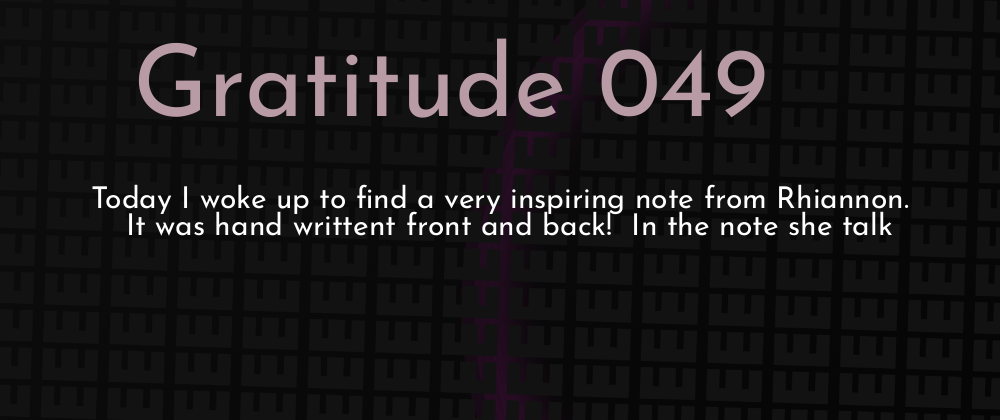 Gratitude 049
Today I woke up to find a very inspiring note from Rhiannon.
It was hand writtent front and back!  In the note she talk